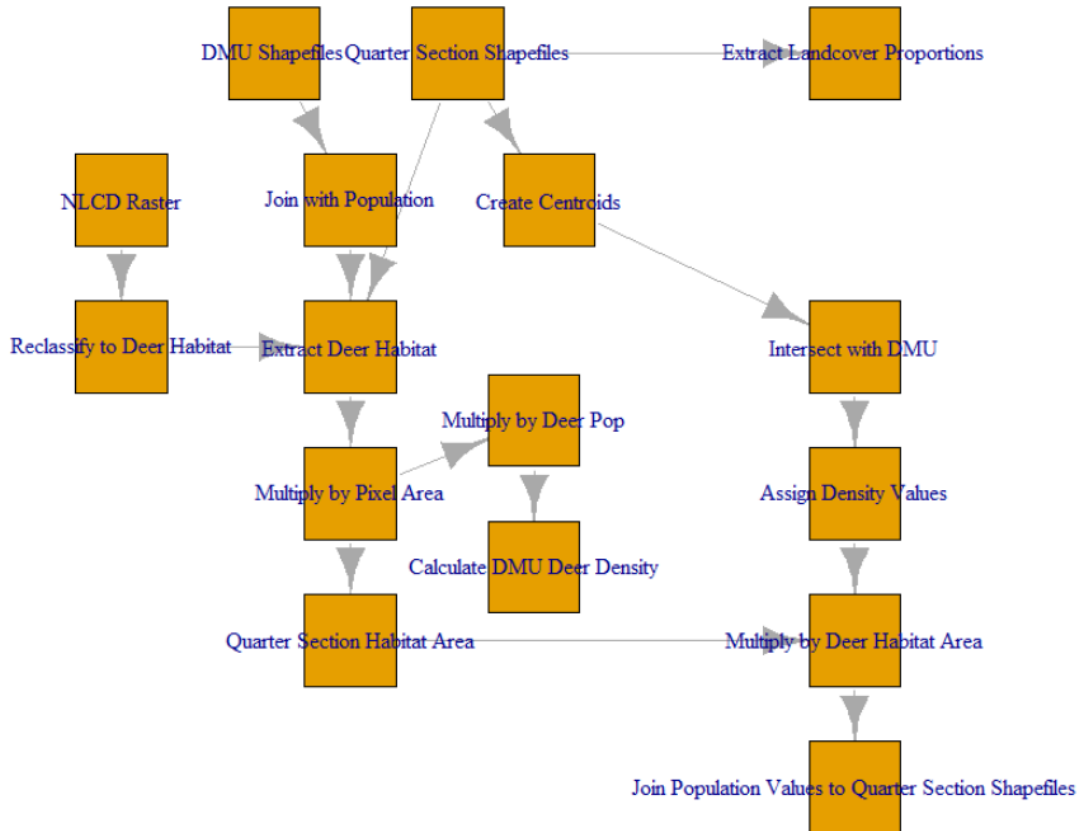 DMU Shapefiles
Quarter Section Shapefiles
Extract Landcover Proportions
NLCD Raster
Join with Population
Create Centroids
Reclassify to Deer Habitat
Extract Deer Habitat
Intersect with DMU
Multiply by Deer Pop
Multiply by Pixel Area
Assign Density Values
Calculate DMU Deer Density
Quarter Section Habitat Area
Multiply by Deer Habitat Area
Join Population Values to Quarter Section Shapefiles